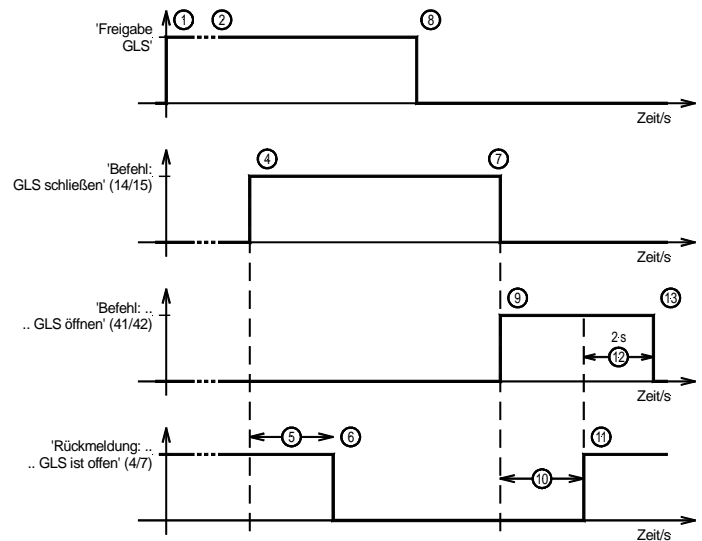 ① ② ⑧
'Freigabe
GLS'
Zeit/s
④ ⑦
'Befehl:
GLS schließen' (14/15)
Zeit/s
⑨ ⑬
'Befehl: ..
.. GLS öffnen' (41/42)
2·s
⑫
Zeit/s
⑤ ⑥ ⑪
'Rückmeldung: ..
.. GLS ist offen' (4/7)
⑩
Zeit/s